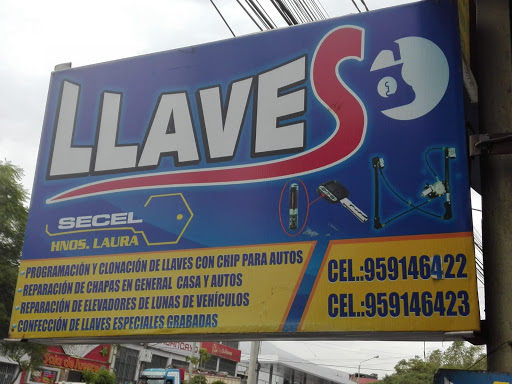 LLAVES
SECEL
HNOS. LAURA
-PROGRAMACIÓN Y CLONACIÓN DE LLAVES CON CHIP PARA AUTOS
-REPARACIÓN DE CHAPAS EN GENERAL CASA Y AUTOS
-REPARACIÓN DE ELEVADORES DE LUNAS DE VEHÍCULOS
-CONFECCIÓN DE LLAVES ESPECIALES GRABADAS
CEL.:959146422
CEL.:959146423